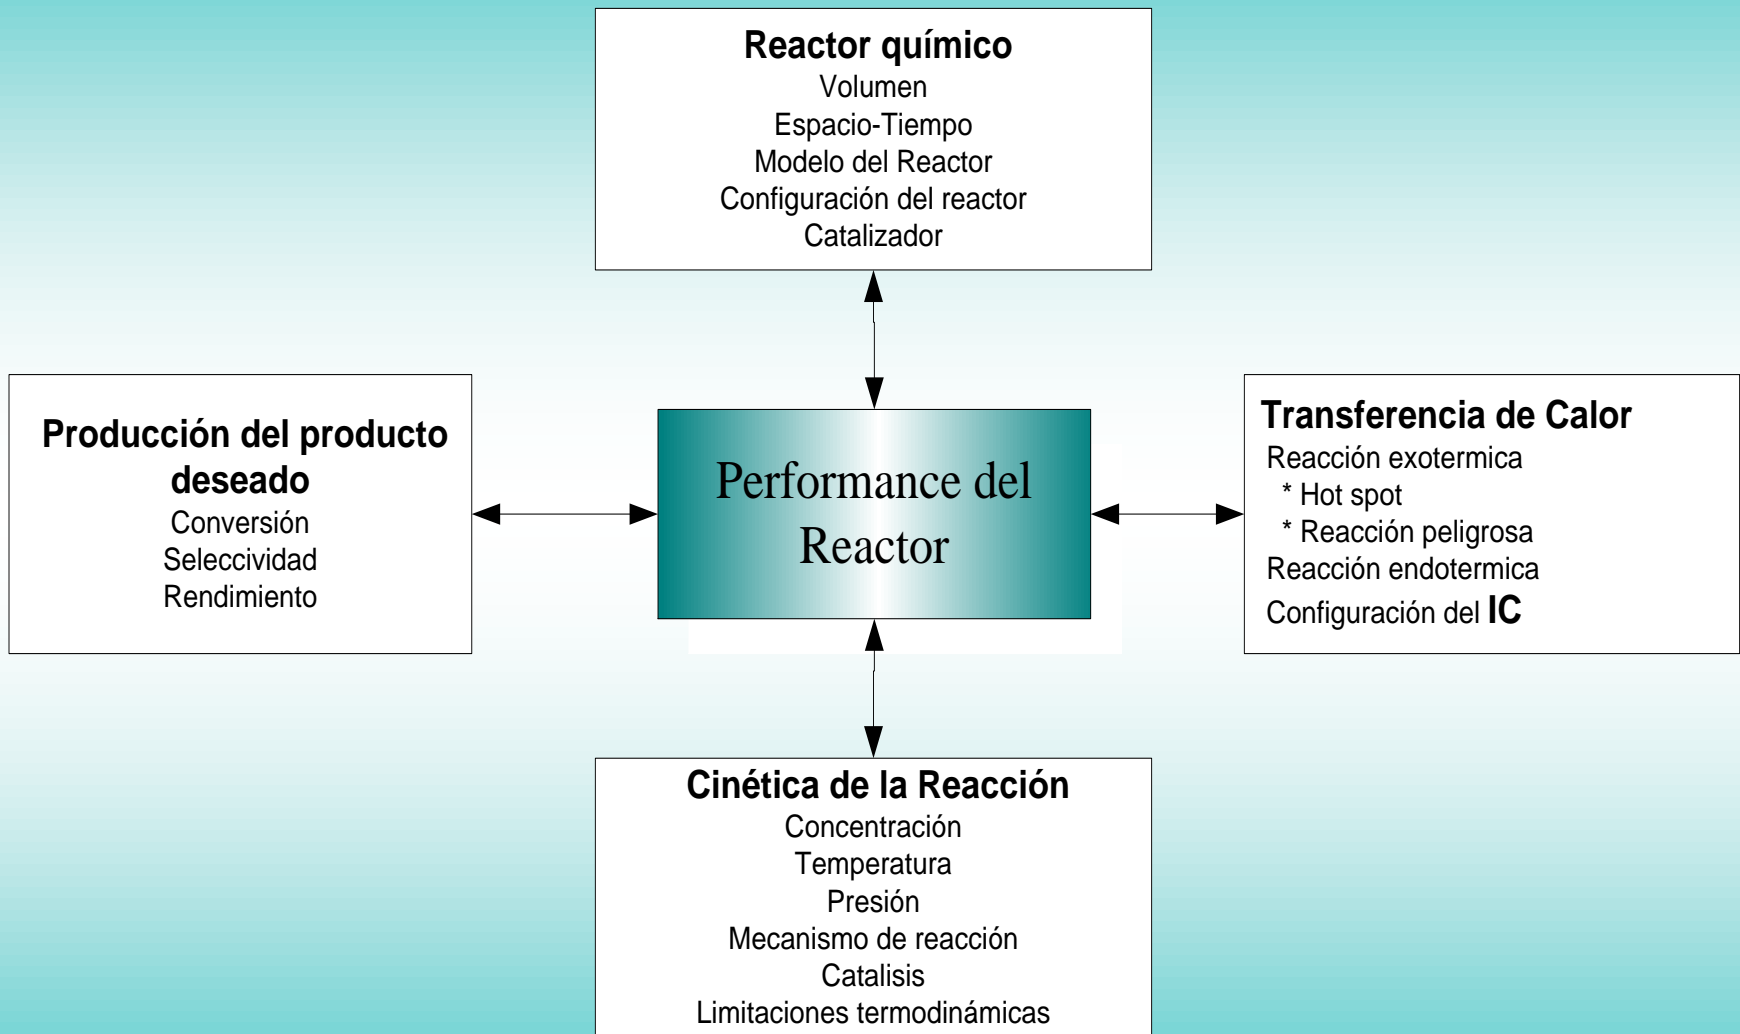 Reactor químico
Volumen
Espacio-Tiempo
Modelo del Reactor
Configuración del reactor
Catalizador
Producción del producto
deseado
Conversión
Seleccividad
Rendimiento
Performance del
Reactor
Transferencia de Calor
Reacción exotermica
* Hot spot
* Reacción peligrosa
Reacción endotermica
Configuración del IC
Cinética de la Reacción
Concentración
Temperatura
Presión
Mecanismo de reacción
Catalisis
Limitaciones termodinámicas